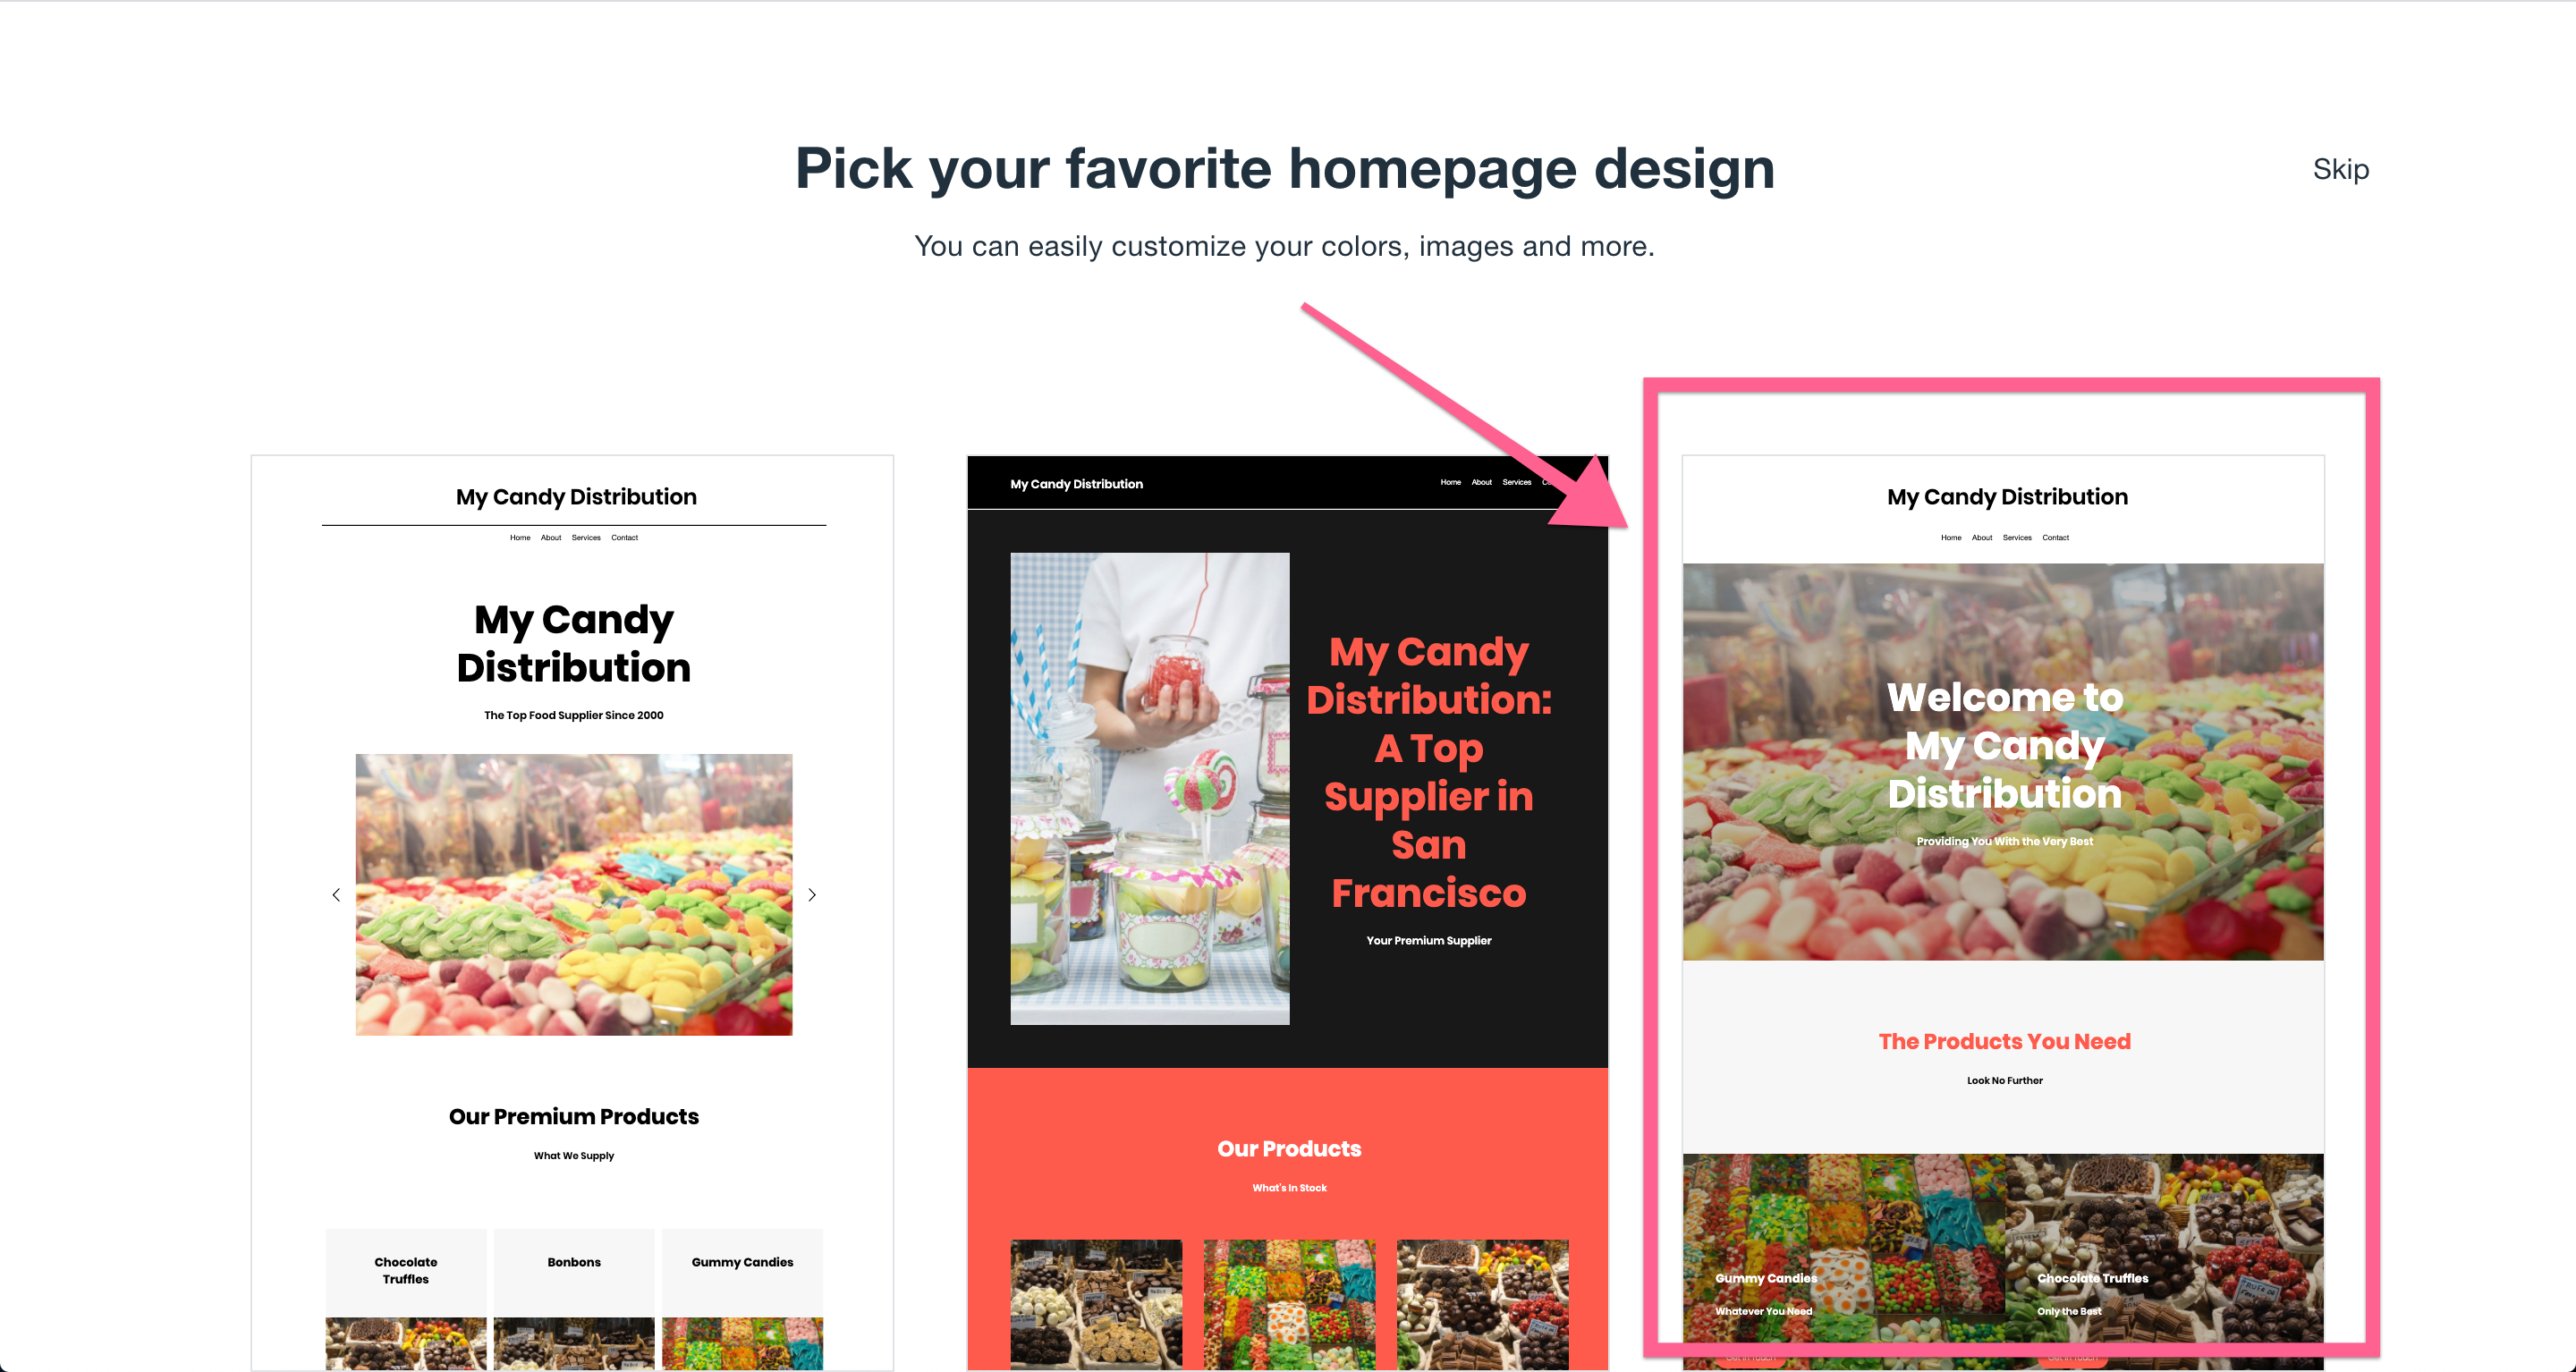 Pick your favorite homepage design
Skip
You can easily customize your colors, images and more.
My Candy Distribution
Home About Services Contact
My Candy
Distribution
The Top Food Supplier Since 2000
Our Premium Products
What We Supply
Chocolate
Truffles
Bonbons
Gummy Candies
My Candy Distribution
Home About Services
My Candy
Distribution:
A Top
Supplier in
San
Francisco
Your Premium Supplier
Our Products
What's In Stock
My Candy Distribution
Home About Services Contact
Welcome to
My Candy
Distribution
Providing You With the Very Best
The Products You Need
Look No Further
Gummy Candies
Whatever You Need
Chocolate Truffles
Only the Best